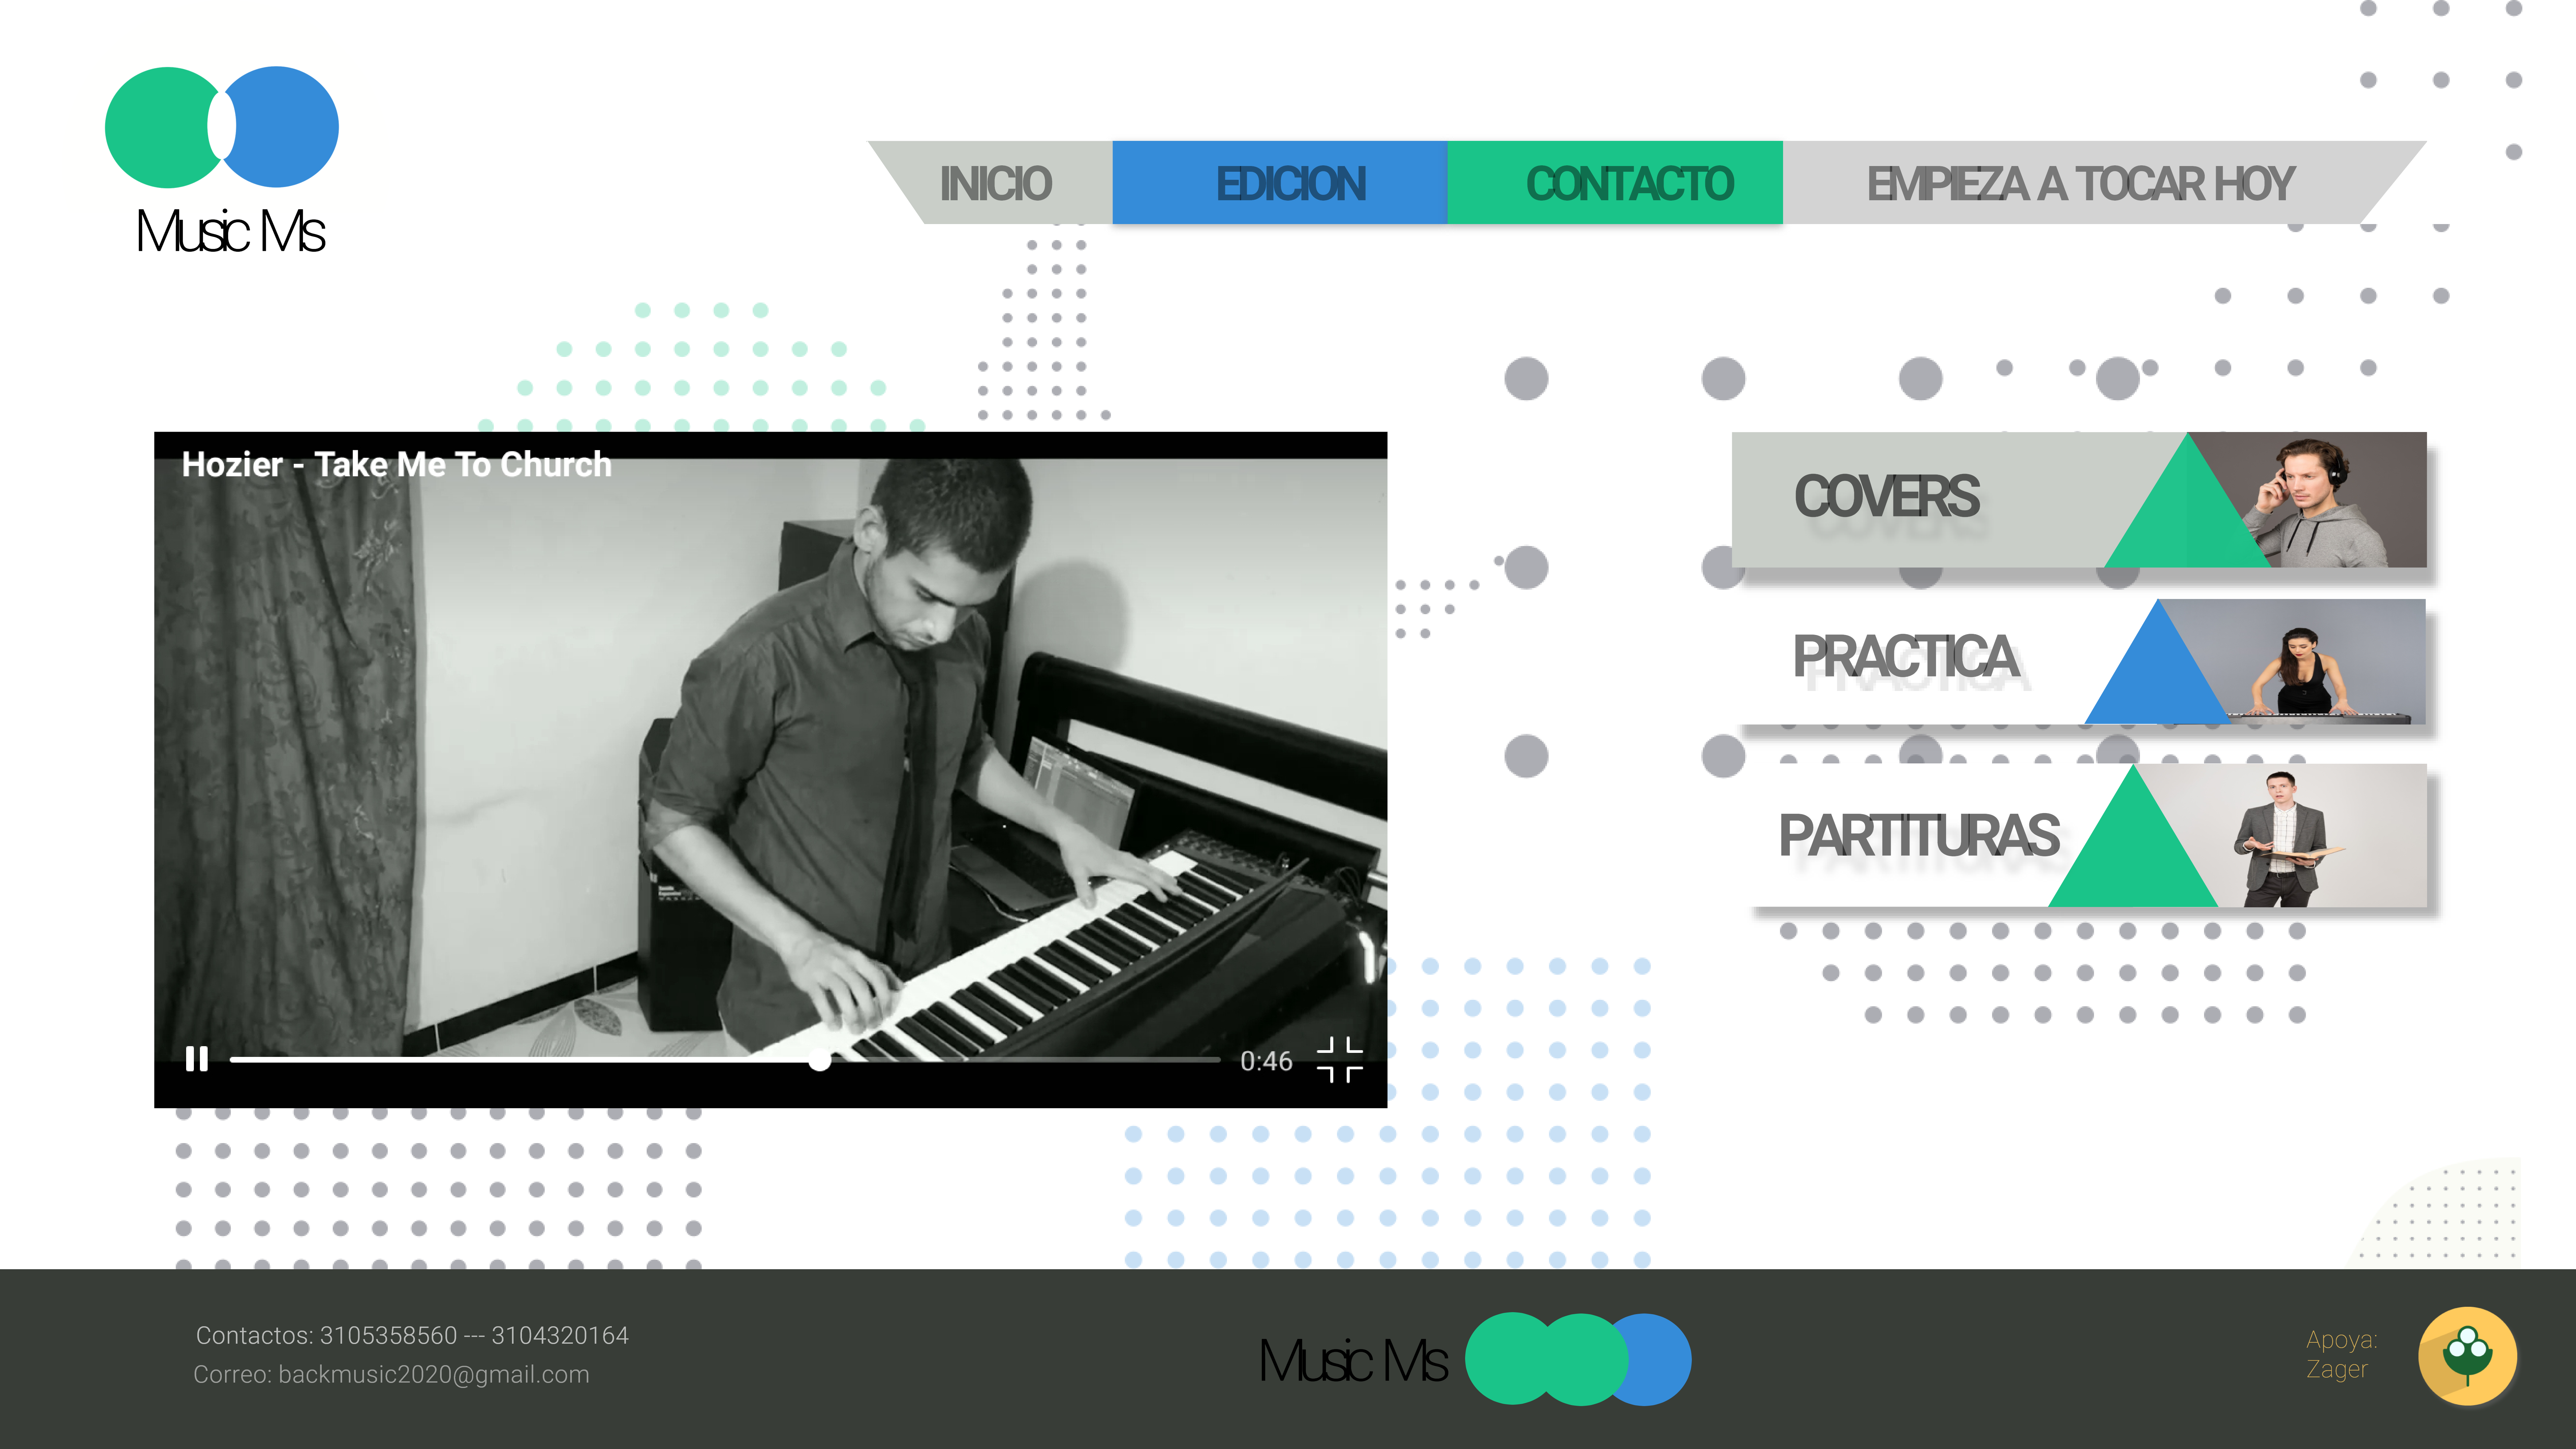 Music Ms
INICIO
EDICION
CONTACTO
EMPIEZA A TOCAR HOY
Hozier - Take Me To Church
COVERS
PRACTICA
PARTITURAS
0:46
Contactos: 3105358560 --- 3104320164
Correo: backmusic2020@gmail.com
Music Ms
Apoya:
Zager